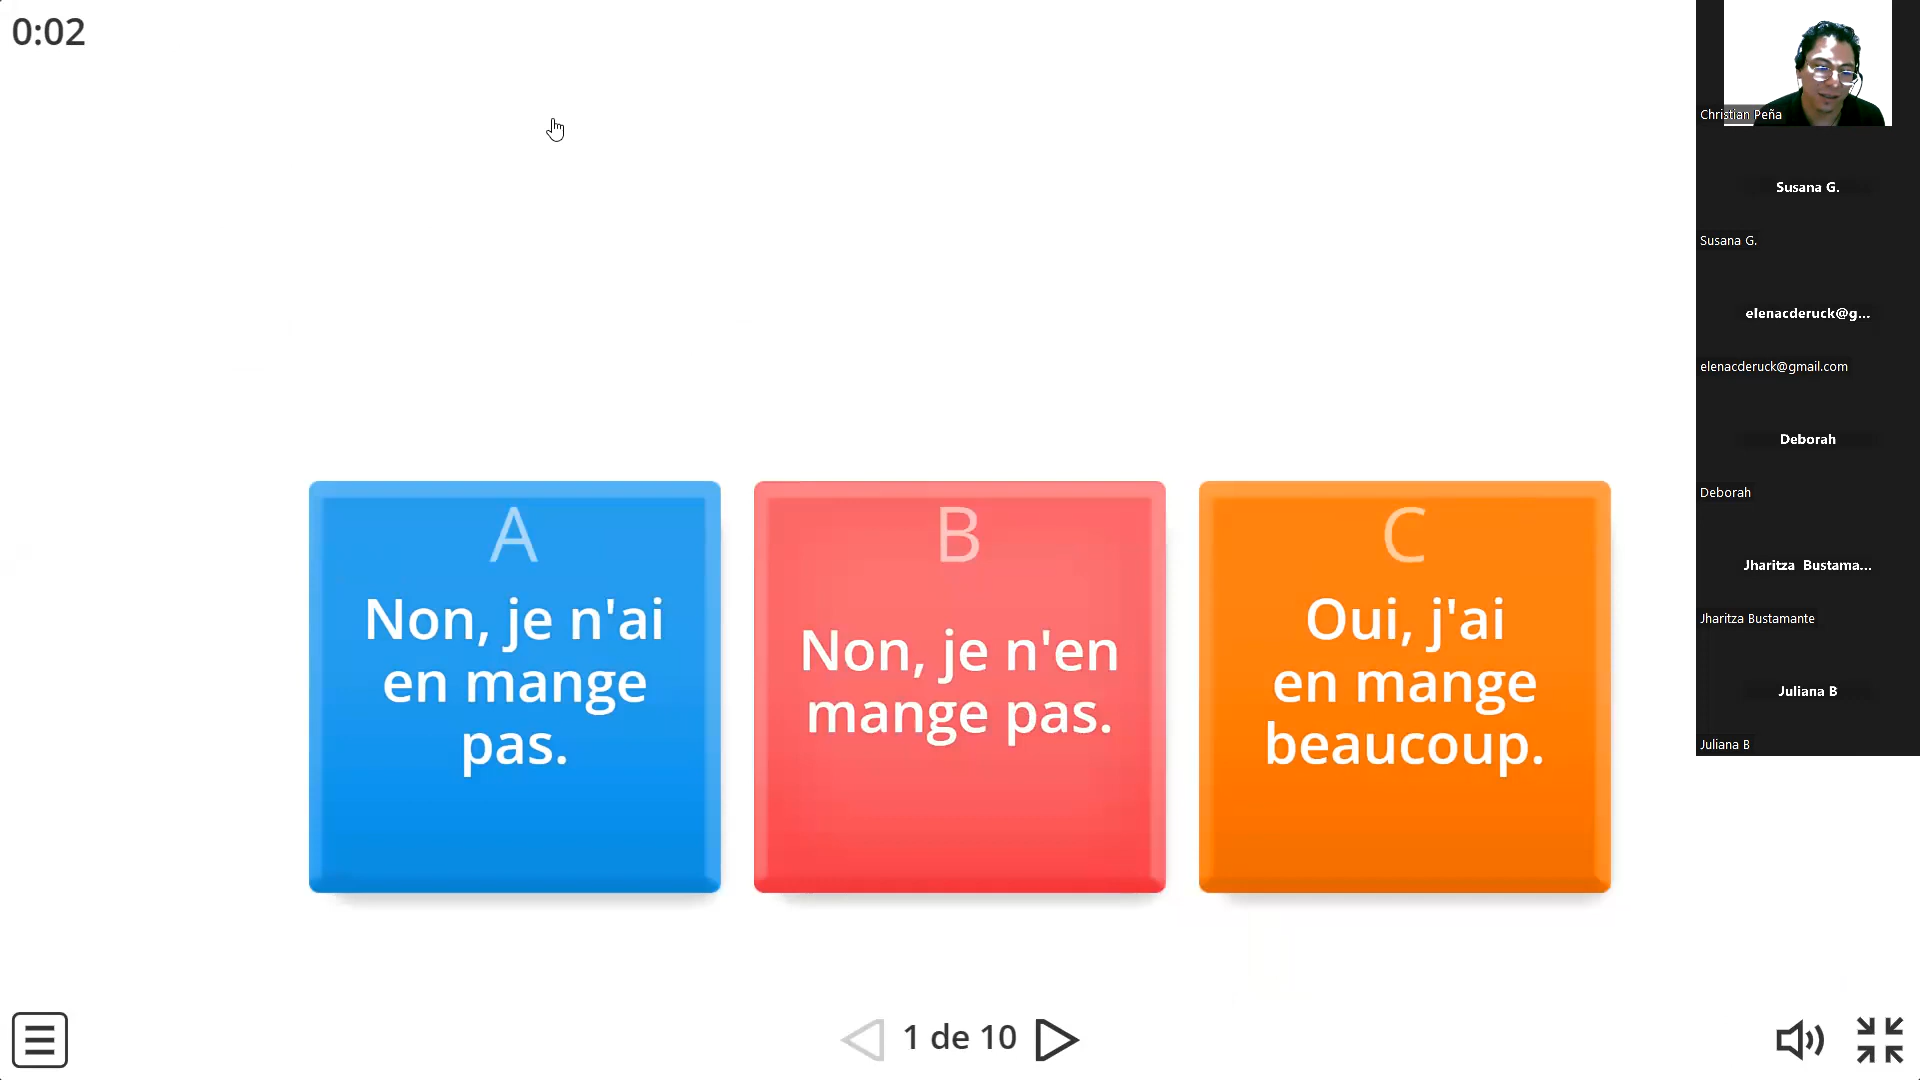 0:02
A
Non, je n'ai
en mange
pas.
B
Non, je n'en
mange pas.
C
Oui, j'ai
en mange
beaucoup.
1 de 10
Christian Peña
Susana G.
Susana G.
elenacderuck@g...
elenacderuck@gmail.com
Deborah
Deborah
Jharitza Bustama...
Jharitza Bustamante
Juliana B
Juliana B